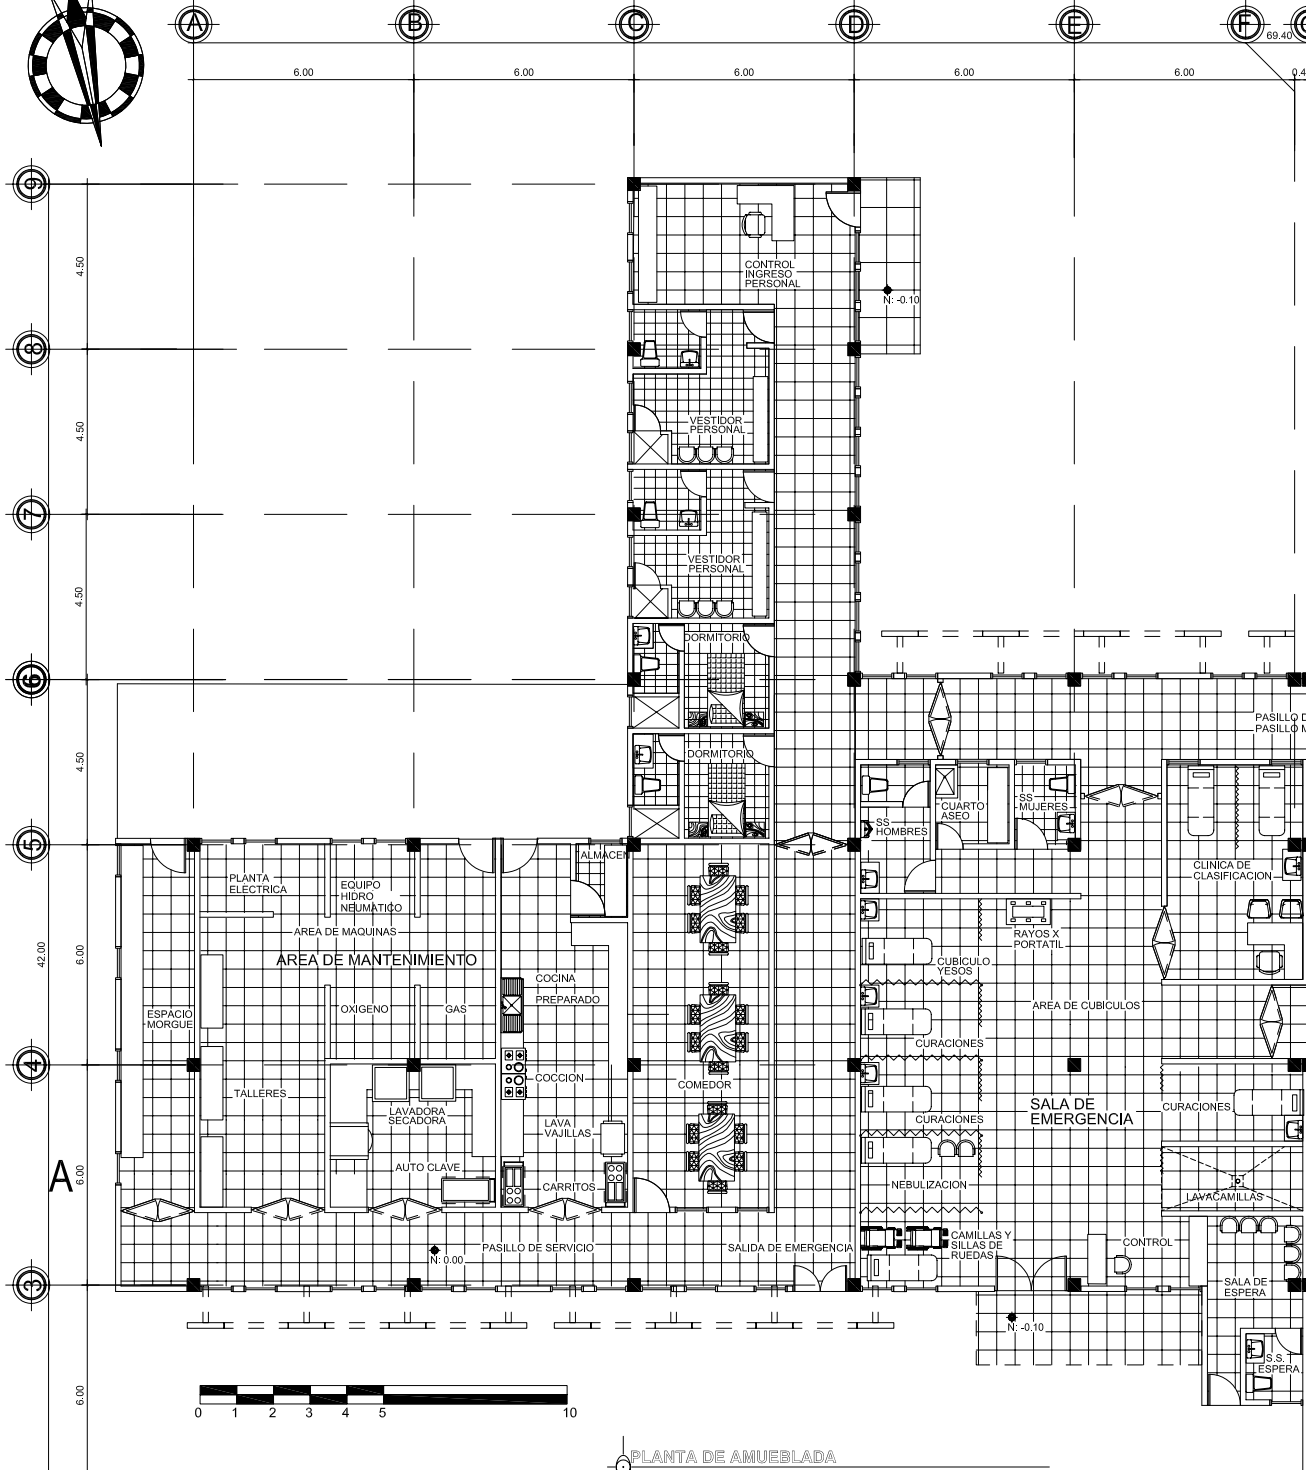 A B C D E F
69.40
6.00 6.00 6.00 6.00 6.00 0.4
9
4.50
CONTROL
INGRESO
PERSONAL
N: -0.10
8
4.50
VESTIDOR
PERSONAL
7
4.50
VESTIDOR
PERSONAL
DORMITORIO
6
PASILLO D
PASILLO M
4.50
DORMITORIO
CUARTO
ASEO
SS
MUJERES
SS
HOMBRES
5
ALMACEN
CLINICA DE
CLASIFICACION
PLANTA
ELECTRICA
EQUIPO
HIDRO
NEUMATICO
AREA DE MAQUINAS
RAYOS X
PORTATIL
42.00
6.00
AREA DE MANTENIMIENTO
CUBICULO
YESOS
COCINA
PREPARADO
ESPACIO
MORGUE
OXIGENO
GAS
AREA DE CUBICULOS
CURACIONES
4
COCCION
COMEDOR
TALLERES
LAVADORA
SECADORA
LAVA
VAJILLAS
CURACIONES
SALA DE
EMERGENCIA
CURACIONES
A
6.00
AUTO CLAVE
CARRITOS
NEBULIZACION
LAVACAMILLAS
PASILLO DE SERVICIO
N: 0.00
SALIDA DE EMERGENCIA
CAMILLAS Y
SILLAS DE
RUEDAS
CONTROL
3
SALA DE
ESPERA
N: -0.10
S.S.
ESPERA
6.00
0 1 2 3 4 5 10
PLANTA DE AMUEBLADA